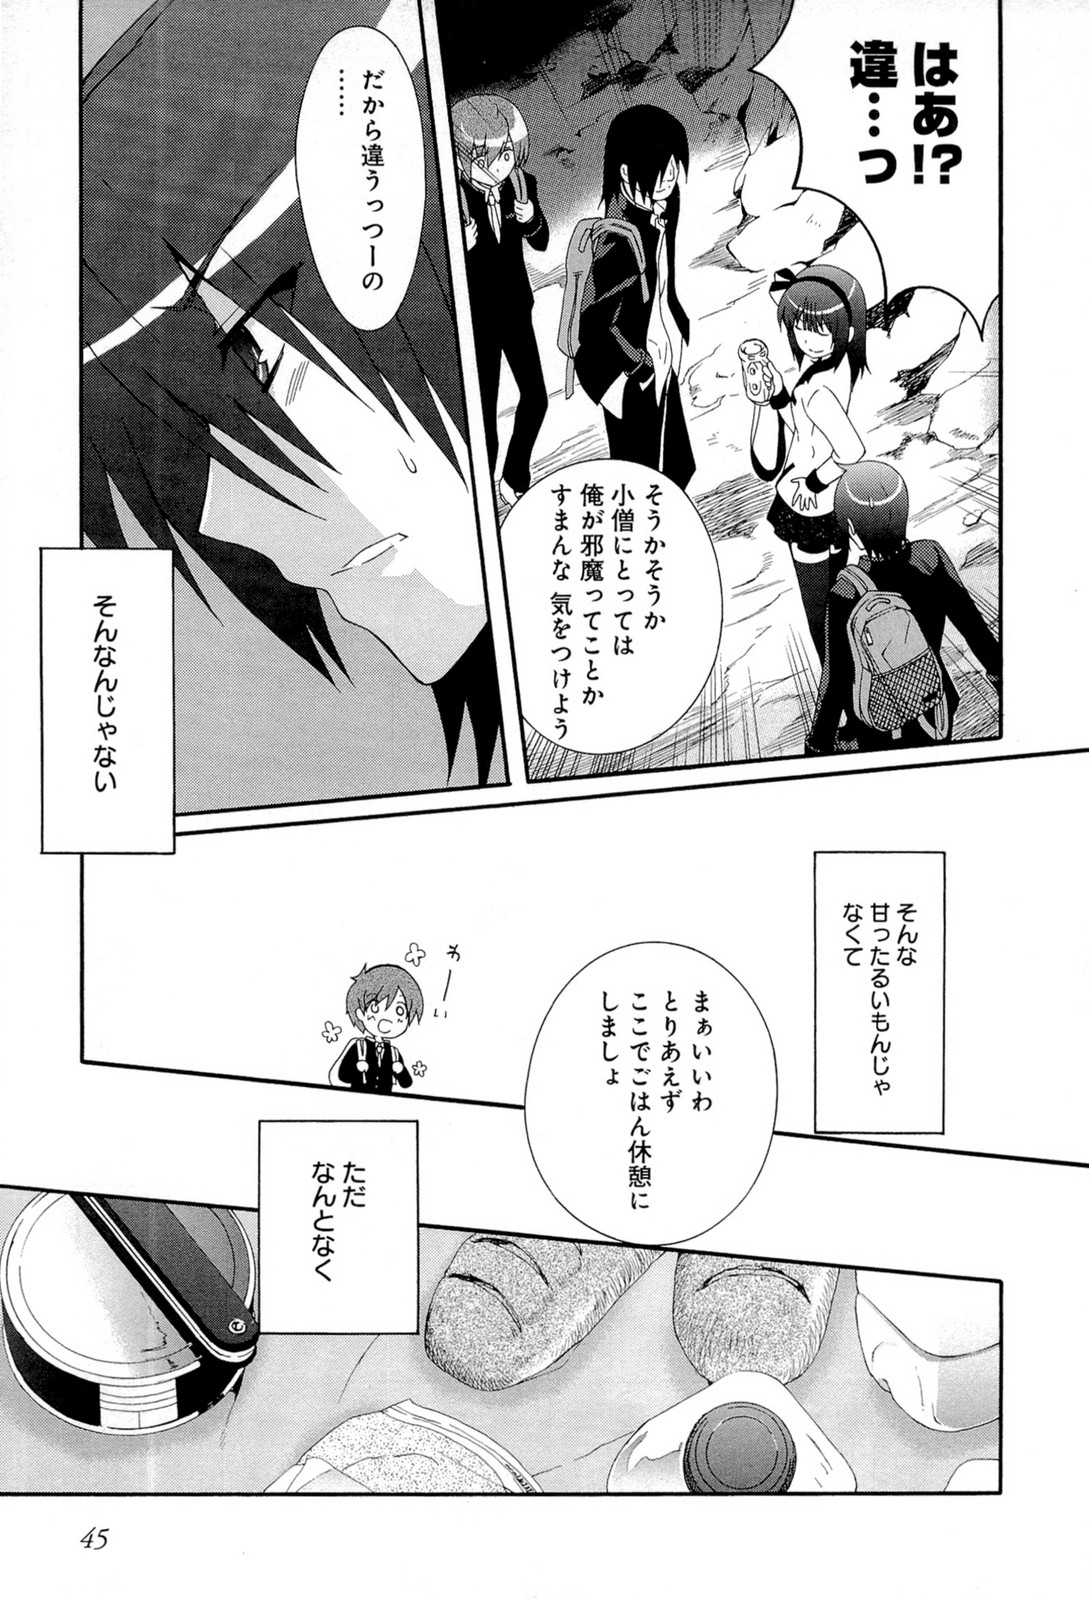 はあ!?
違…っ
そうかそうか
小僧にとっては
俺が邪魔ってことか
すまんな 気をつけよう
だから違うっつーの
……
そんなんじゃない
そんな
甘ったるいもんじゃ
なくて
まぁいいわ
とりあえず
ここでごはん休憩に
しましょ
わーい
ただ
なんとなく
45